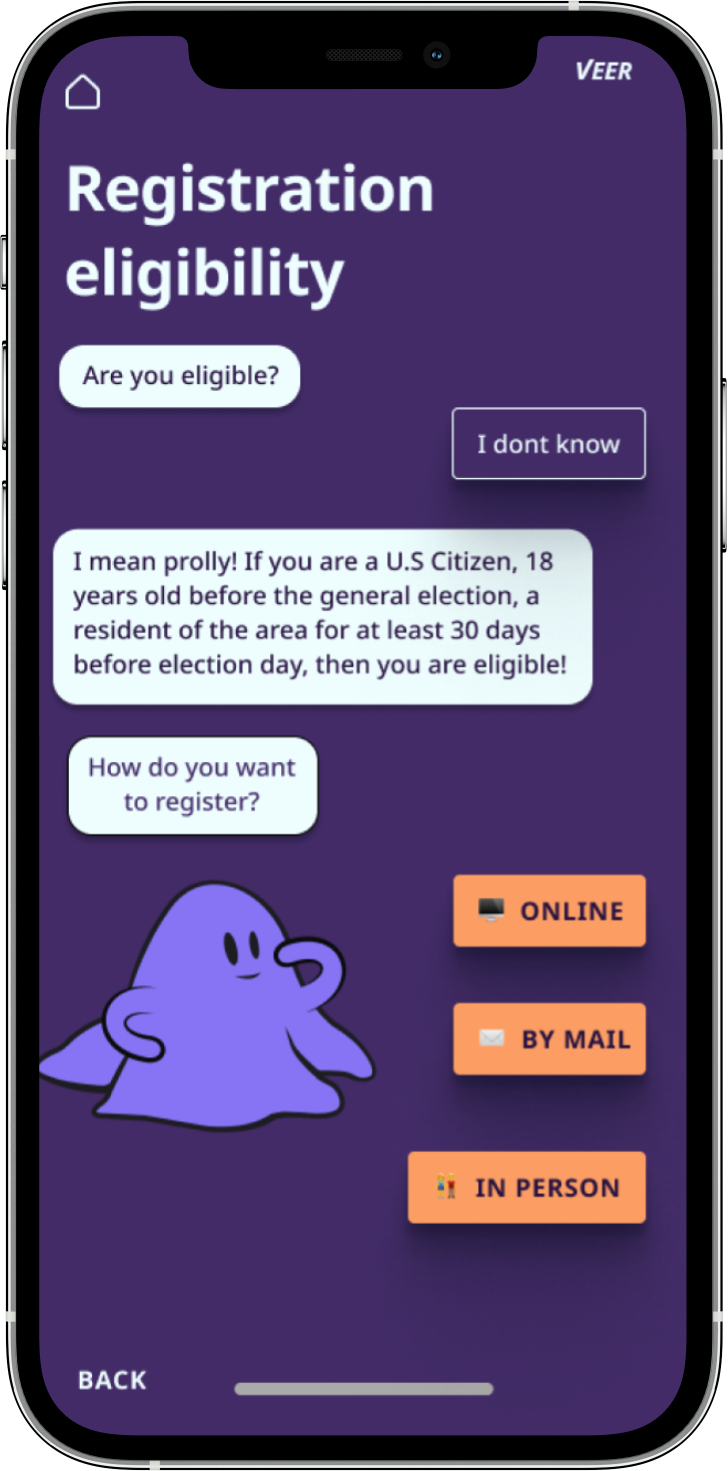 VEER
Registration
eligibility
Are you eligible?
I dont know
I mean prolly! If you are a U.S Citizen, 18
years old before the general election, a
resident of the area for at least 30 days
before election day, then you are eligible!
How do you want
to register?
ONLINE
BY MAIL
IN PERSON
BACK